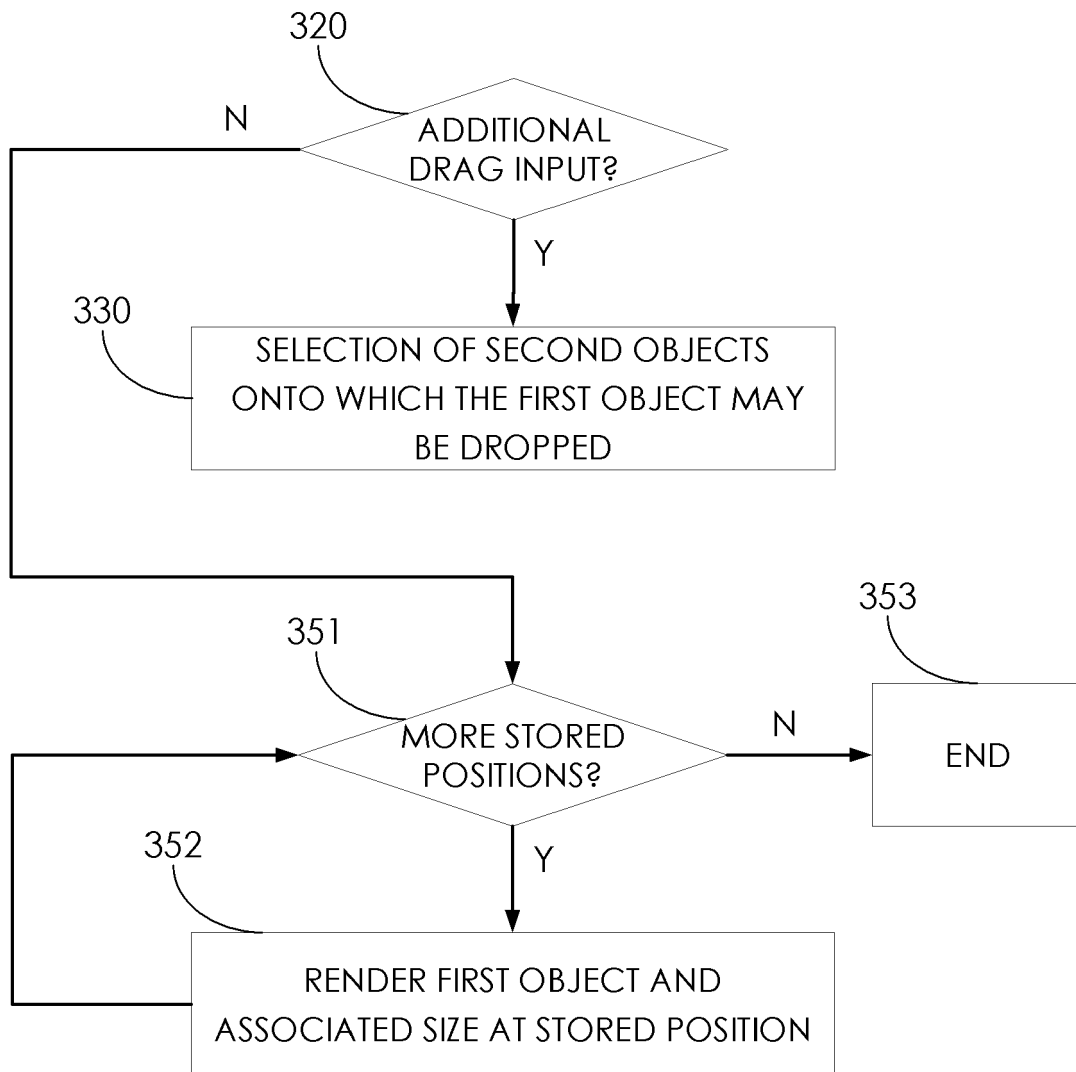 320
N
ADDITIONAL
DRAG INPUT?
Y
330
SELECTION OF SECOND OBJECTS
ONTO WHICH THE FIRST OBJECT MAY
BE DROPPED
353
351
MORE STORED
POSITIONS?
N
END
352
Y
RENDER FIRST OBJECT AND
ASSOCIATED SIZE AT STORED POSITION